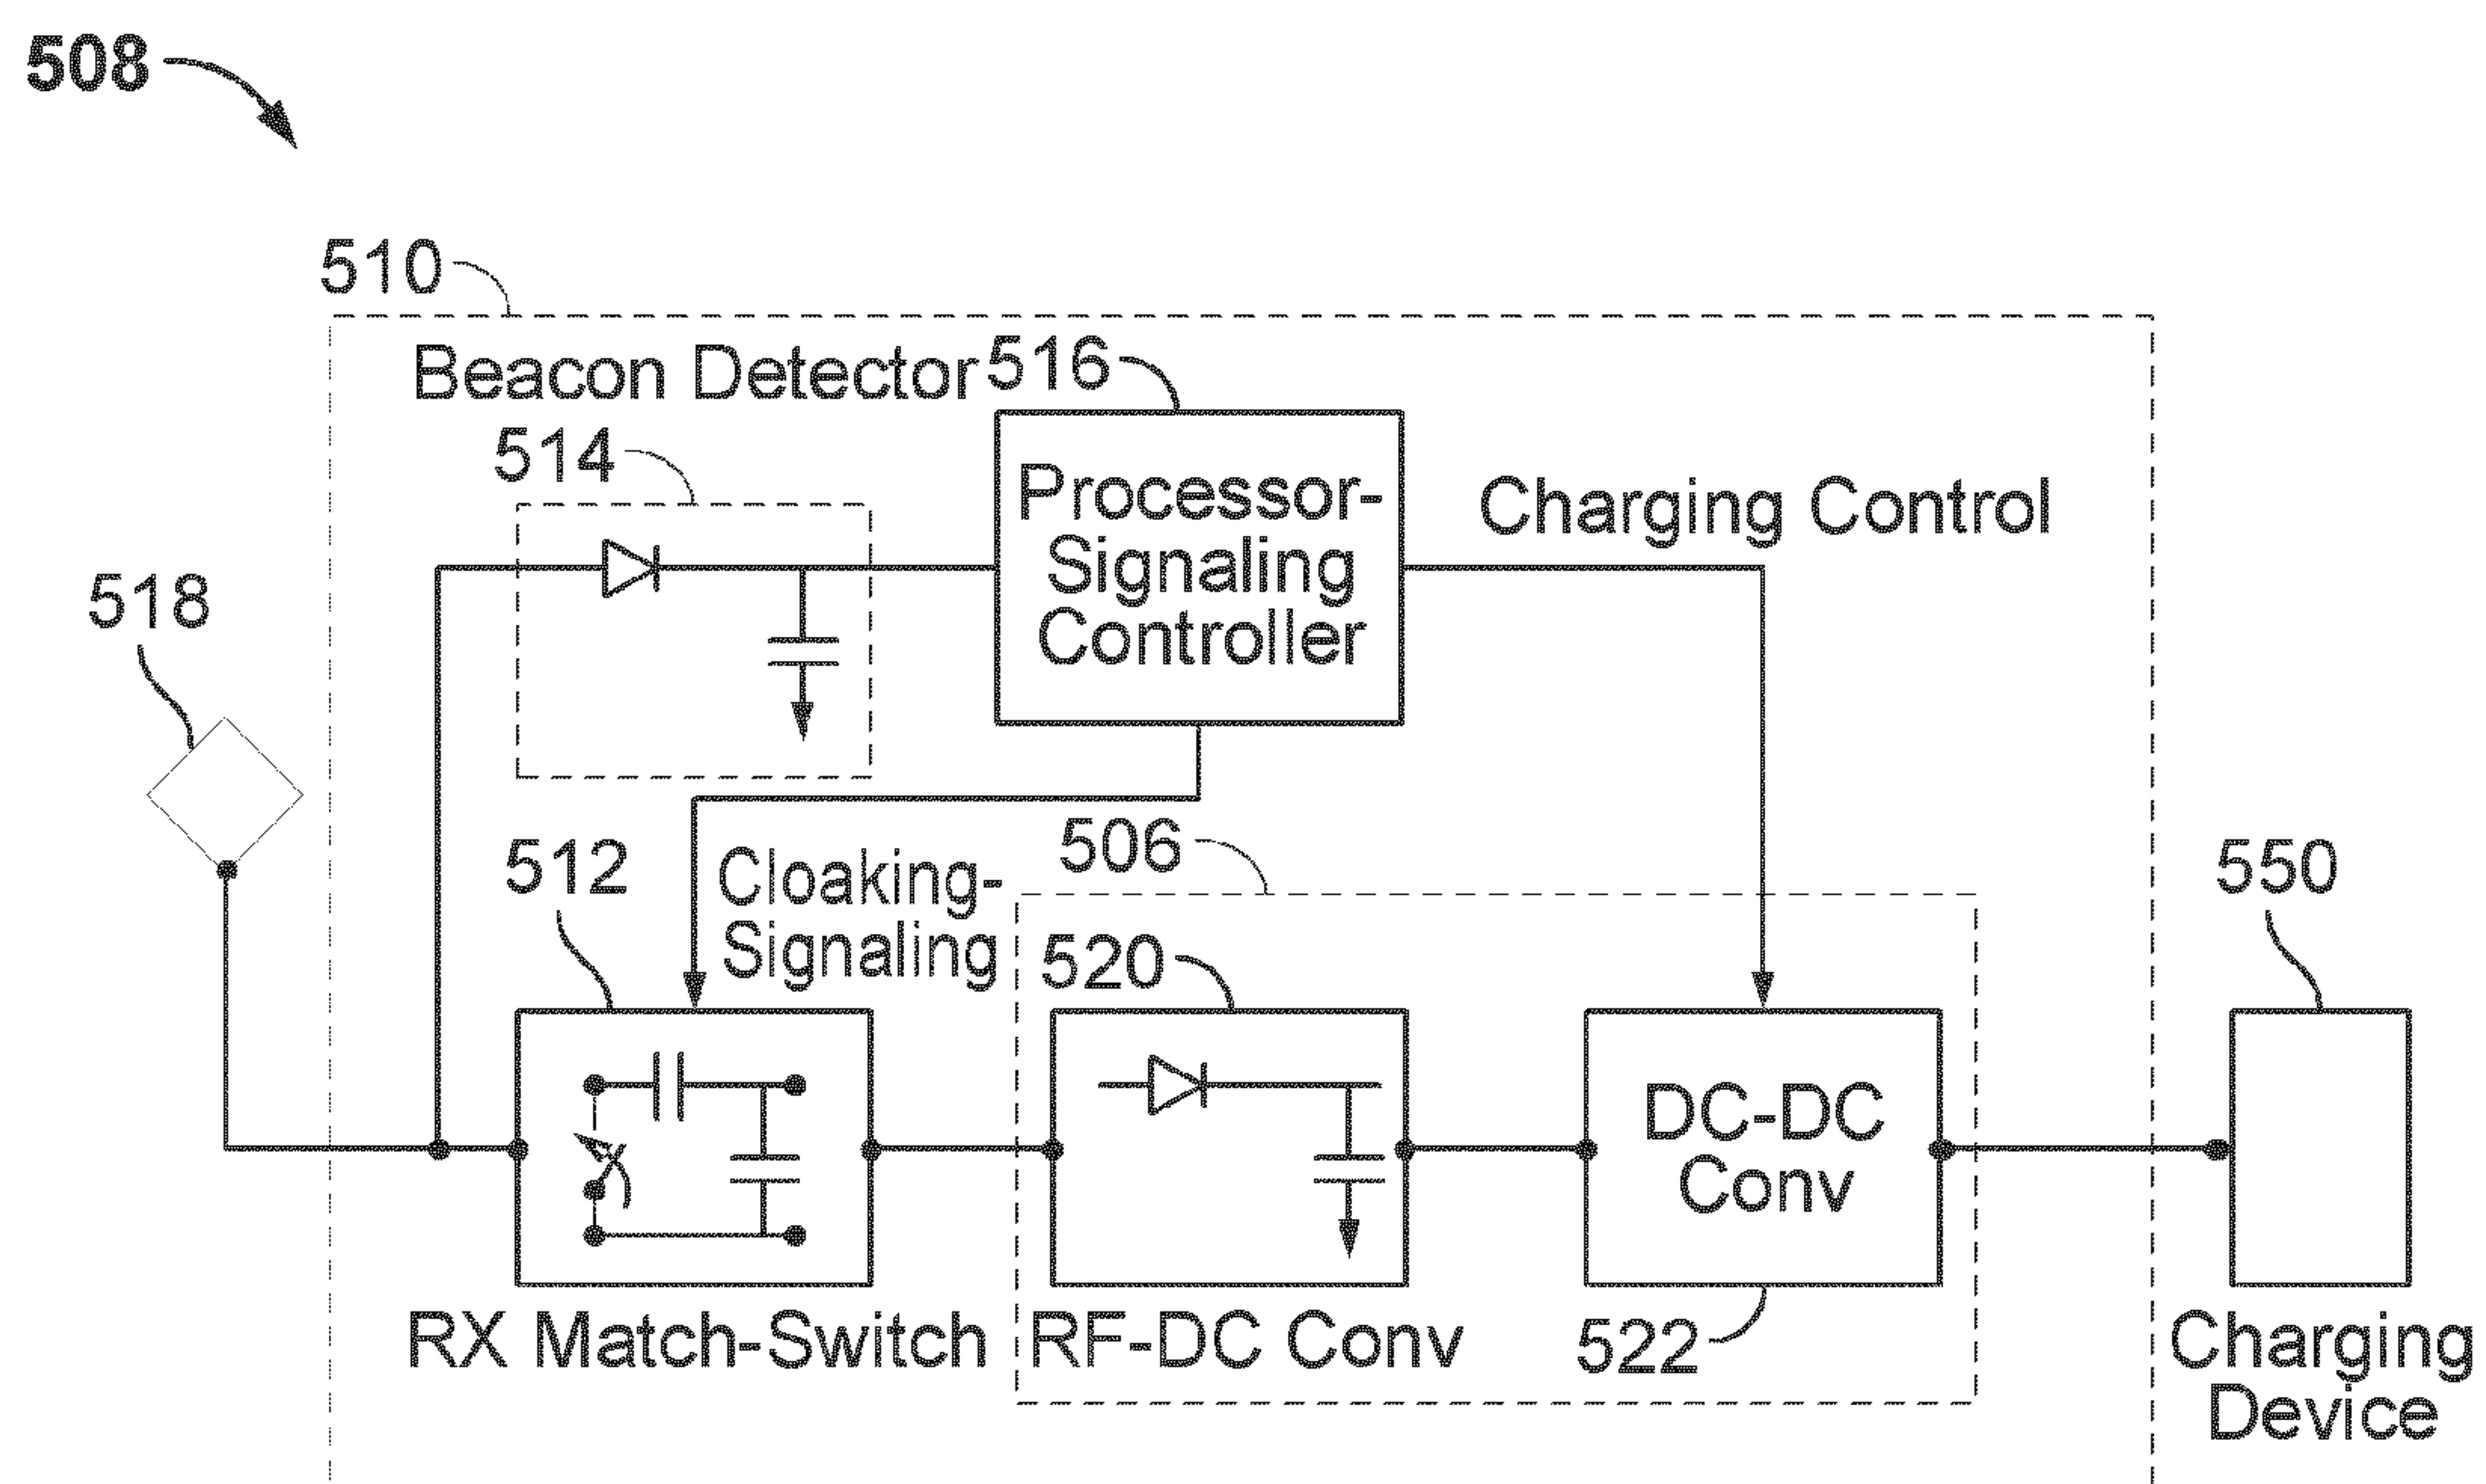 508
510
Beacon Detector
516
514
Processor-
Signaling
Controller
Charging Control
518
512
Cloaking-
Signaling
506
520
550
DC-DC
Conv
RX Match-Switch
RF-DC Conv
522
Charging
Device